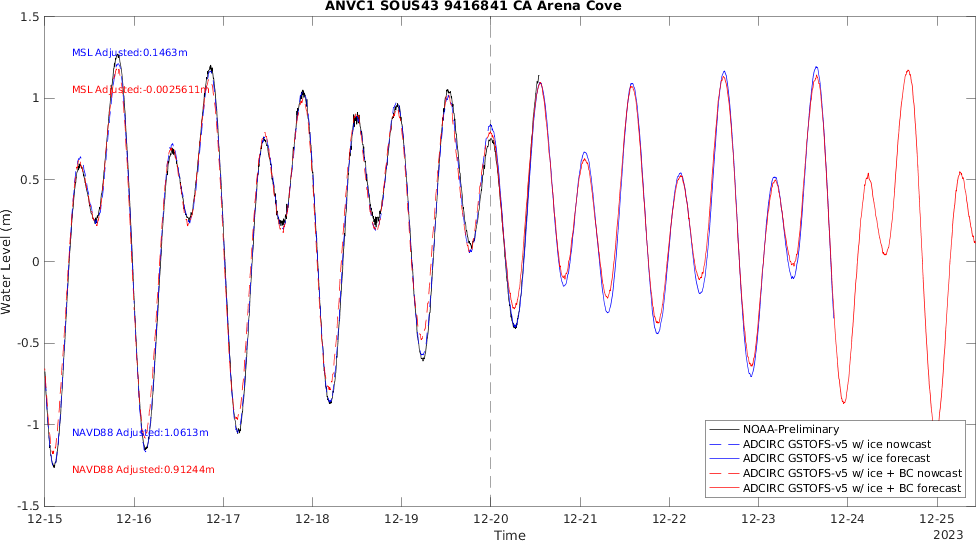 ANVC1 SOUS43 9416841 CA Arena Cove
1.5
1
0.5
0
-0.5
-1
-1.5
Water Level (m)
MSL Adjusted:0.1463m
MSL Adjusted:-0.0025611m
NAVD88 Adjusted:1.0613m
NAVD88 Adjusted:0.91244m
NOAA-Preliminary
ADCIRC GSTOFS-v5 w/ ice nowcast
ADCIRC GSTOFS-v5 w/ ice forecast
ADCIRC GSTOFS-v5 w/ ice + BC nowcast
ADCIRC GSTOFS-v5 w/ ice + BC forecast
12-15 12-16 12-17 12-18 12-19 12-20 12-21 12-22 12-23 12-24 12-25
Time
2023